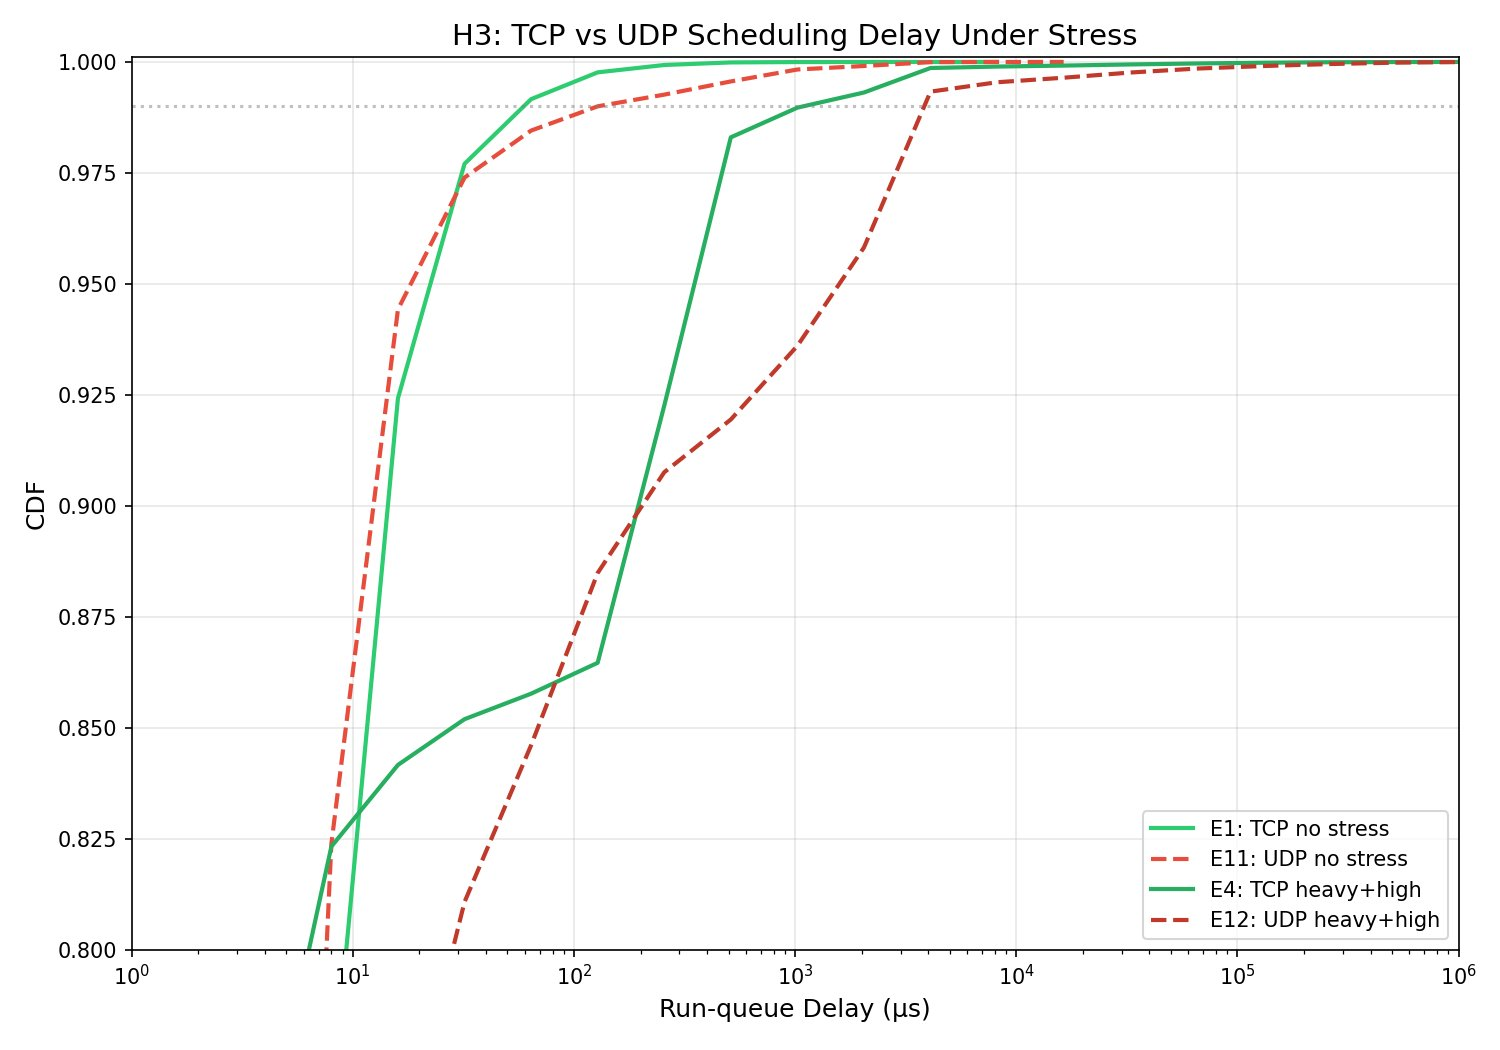 H3: TCP vs UDP Scheduling Delay Under Stress
CDF
1.000
0.975
0.950
0.925
0.900
0.875
0.850
0.825
0.800
10⁰
10¹
10²
10³
10⁴
10⁵
10⁶
Run-queue Delay (µs)
E1: TCP no stress
E11: UDP no stress
E4: TCP heavy+high
E12: UDP heavy+high